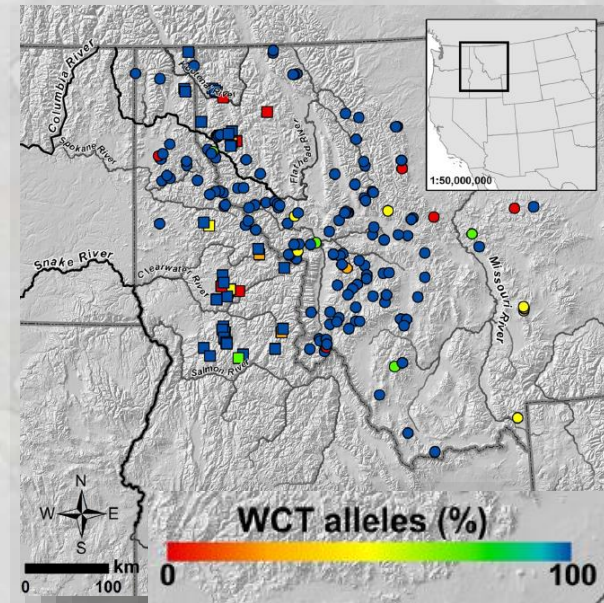 Columbia River
Spokane River
Flathead River
1:50,000,000
Snake River
Clearwater River
Missouri River
Salmon River
N
W E
S
km
0 100
WCT alleles (%)
0 100